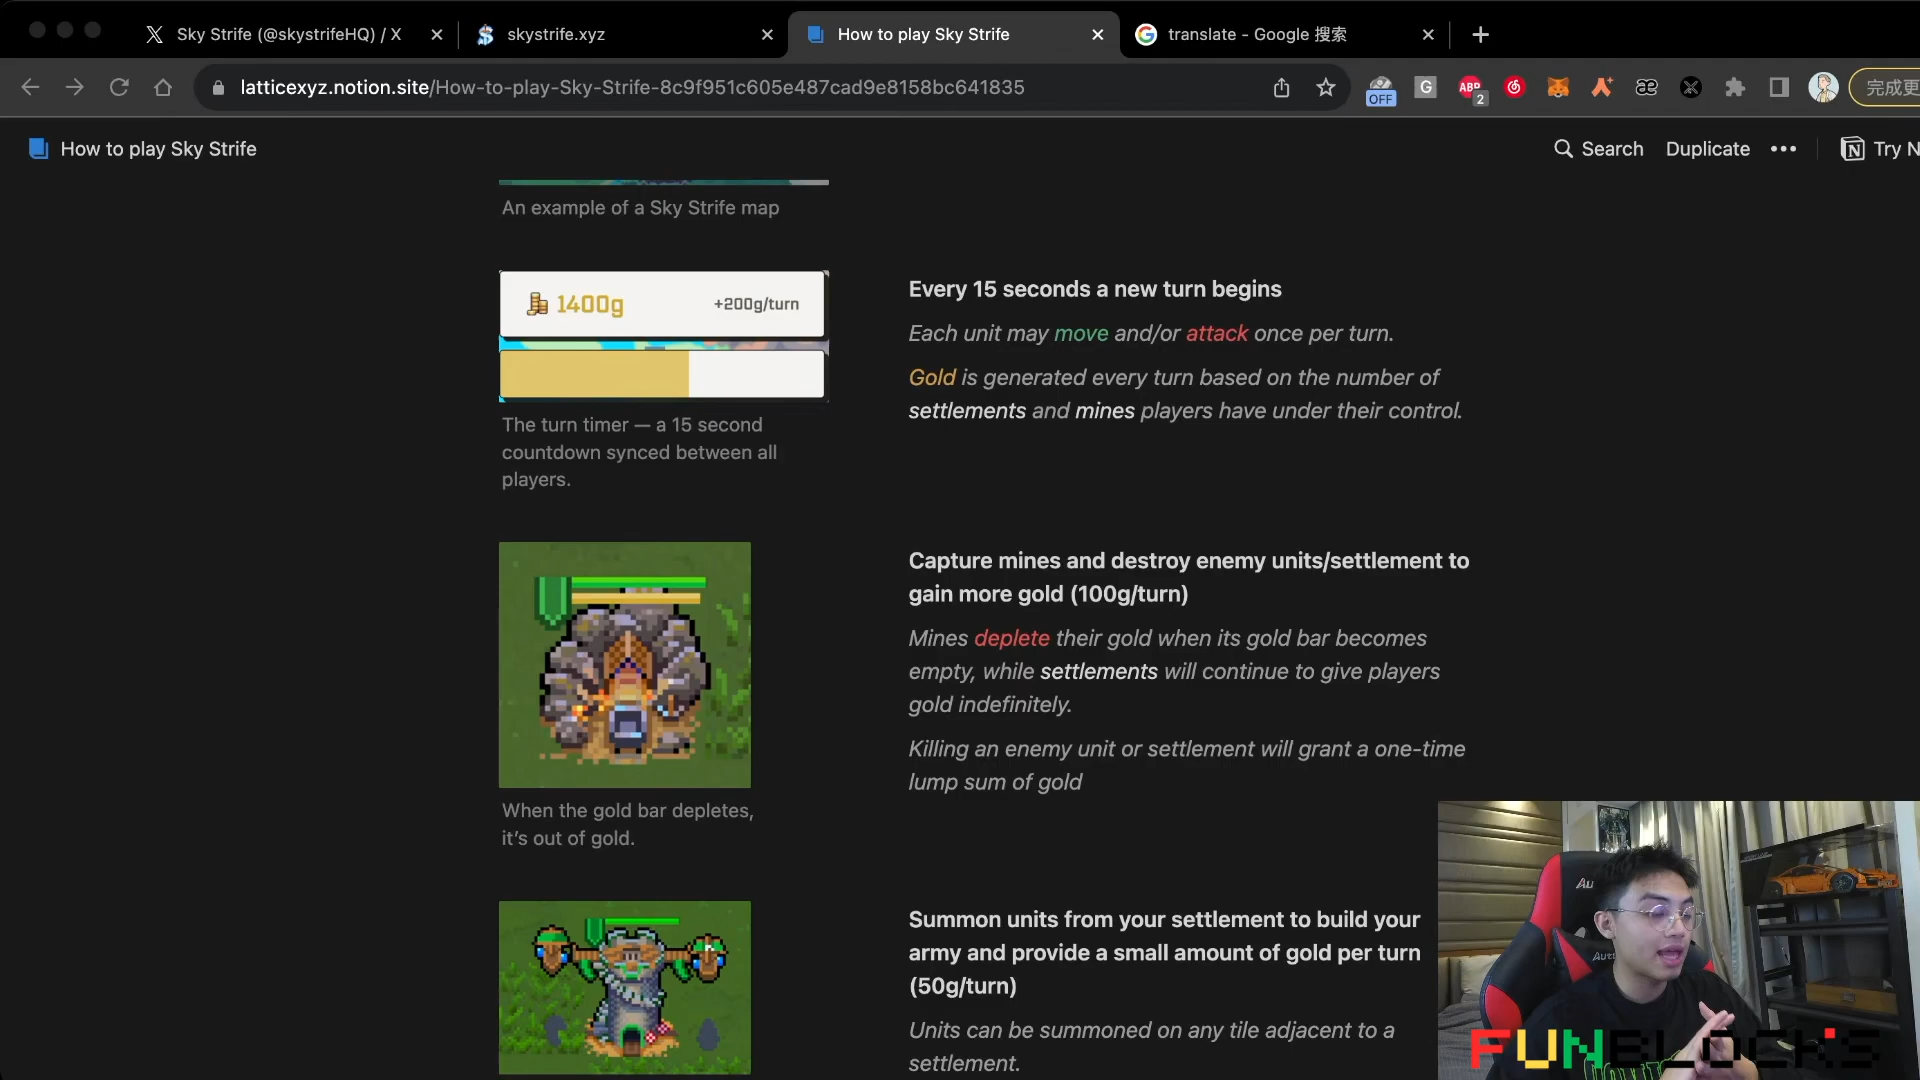 Sky Strife (@skystrifeHQ) / X
skystrife.xyz
How to play Sky Strife
translate - Google 搜索
latticexyz.notion.site/How-to-play-Sky-Strife-8c9f951c605e487cad9e8158bc641835
OFF
G
ABP
2
æ
完成更
How to play Sky Strife
Search
Duplicate
Try N
An example of a Sky Strife map
1400g
+200g/turn
The turn timer — a 15 second
countdown synced between all
players.
Every 15 seconds a new turn begins
Each unit may move and/or attack once per turn.
Gold is generated every turn based on the number of
settlements and mines players have under their control.
When the gold bar depletes,
it's out of gold.
Capture mines and destroy enemy units/settlement to
gain more gold (100g/turn)
Mines deplete their gold when its gold bar becomes
empty, while settlements will continue to give players
gold indefinitely.
Killing an enemy unit or settlement will grant a one-time
lump sum of gold
Summon units from your settlement to build your
army and provide a small amount of gold per turn
(50g/turn)
Units can be summoned on any tile adjacent to a
settlement.
FUNBLOCKS